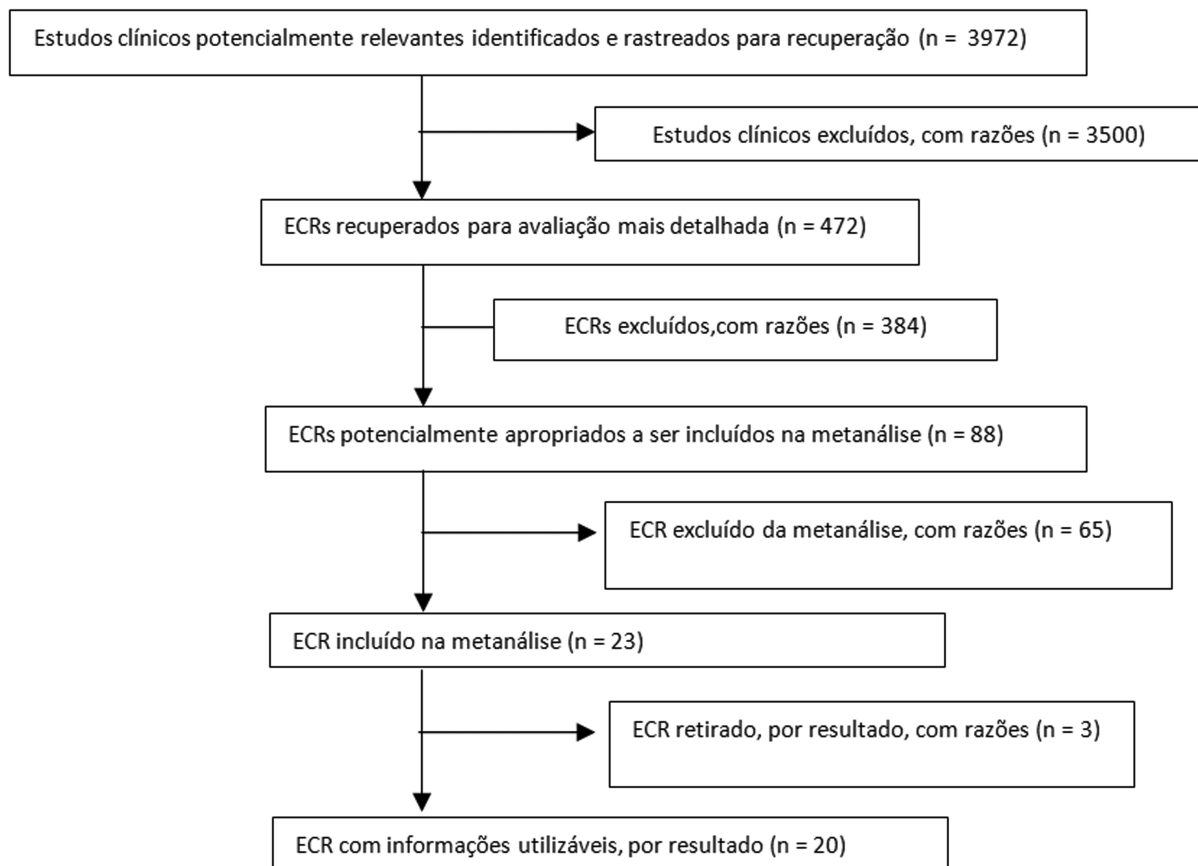 Estudos clínicos potencialmente relevantes identificados e rastreados para recuperação (n = 3972)
Estudos clínicos excluídos, com razões (n = 3500)
ECRs recuperados para avaliação mais detalhada (n = 472)
ECRs excluídos,com razões (n = 384)
ECRs potencialmente apropriados a ser incluídos na metanálise (n = 88)
ECR excluído da metanálise, com razões (n = 65)
ECR incluído na metanálise (n = 23)
ECR retirado, por resultado, com razões (n = 3)
ECR com informações utilizáveis, por resultado (n = 20)